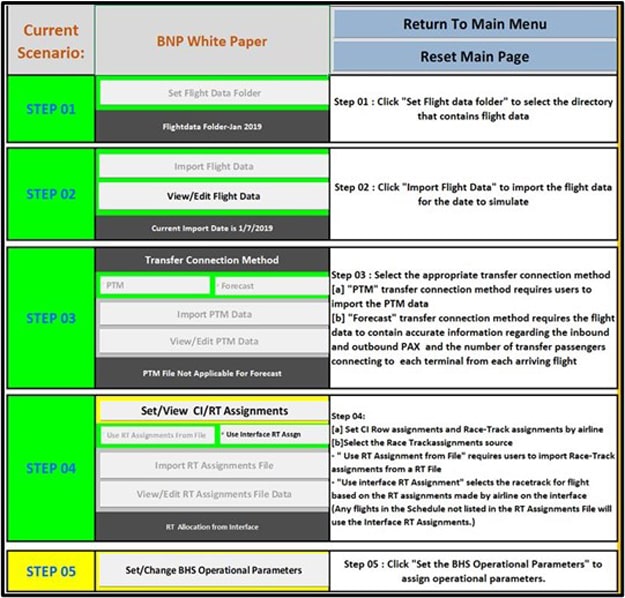 Current
Scenario:
BNP White Paper
Return To Main Menu
Reset Main Page
STEP 01
Set Flight Data Folder
Flightdata Folder-Jan 2019
Step 01 : Click "Set Flight data folder" to select the directory
that contains flight data
STEP 02
Import Flight Data
View/Edit Flight Data
Current Import Date is 1/7/2019
Step 02 : Click "Import Flight Data" to import the flight data
for the date to simulate
STEP 03
Transfer Connection Method
PTM
· Forecast
Import PTM Data
View/Edit PTM Data
PTM File Not Applicable For Forecast
Step 03 : Select the appropriate transfer connection method
[a] "PTM" transfer connection method requires users to
import the PTM data
[b] "Forecast" transfer connection method requires the flight
data to contain accurate information regarding the inbound
and outbound PAX and the number of transfer passengers
connecting to each terminal from each arriving flight
STEP 04
Set/View CI/RT Assignments
Use RT Assignments From File
· Use Interface RT Assgn
Import RT Assignments File
View/Edit RT Assignments File Data
RT Allocation from Interface
Step 04:
[a] Set CI Row assignments and Race-Track assignments by airline
[b]Select the Race Trackassignments source
- " Use RT Assignment from File" requires users to import Race-Track
assignments from a RT File
- "Use interface RT Assignment" selects the racetrack for flight
based on the RT assignments made by airline on the interface
(Any flights in the Schedule not listed in the RT Assignments File will
use the Interface RT Assignments.)
STEP 05
Set/Change BHS Operational Parameters
Step 05 : Click "Set the BHS Operational Parameters" to
assign operational parameters.